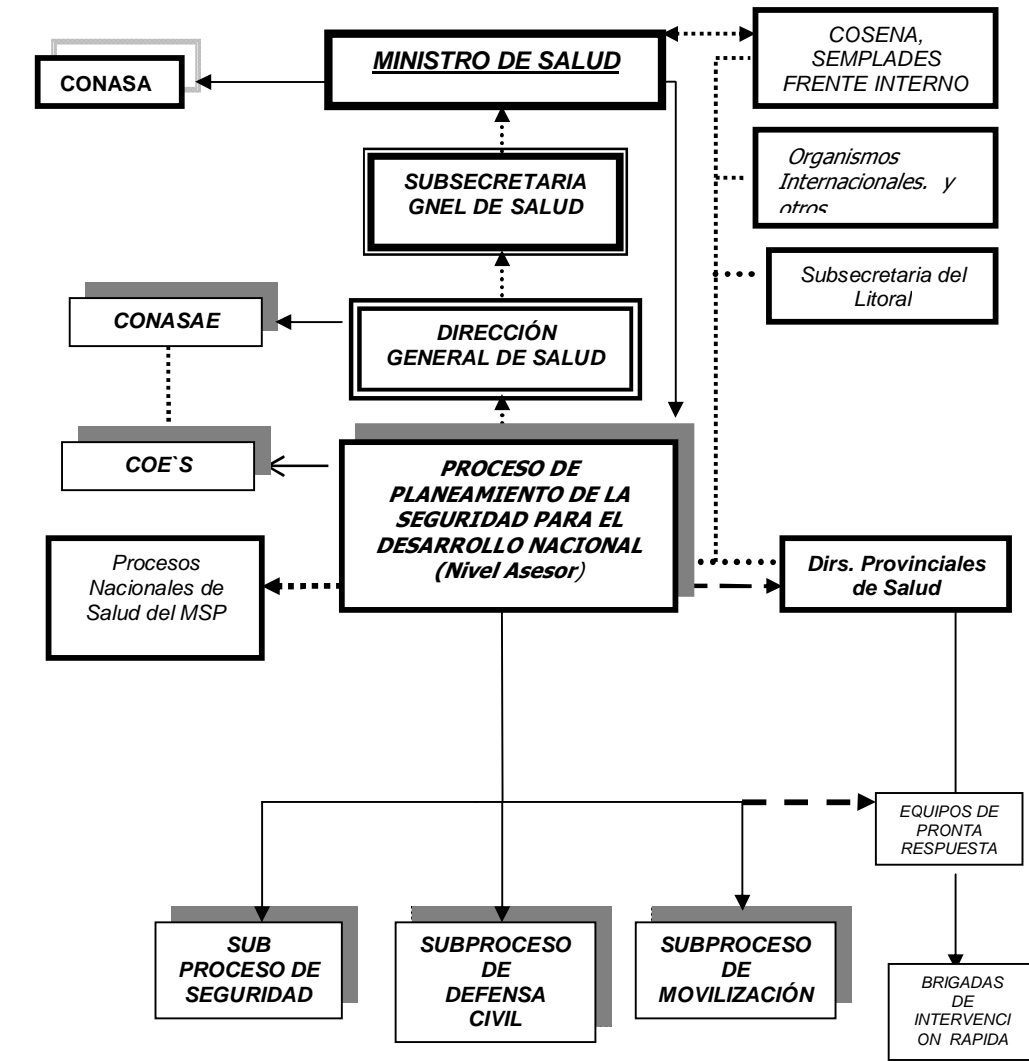 MINISTRO DE SALUD
CONASA
COSENA,
SEMPLADES
FRENTE INTERNO
Organismos
Internacionales. y
otros
SUBSECRETARIA
GNEL DE SALUD
Subsecretaria del
Litoral
CONASAE
DIRECCIÓN
GENERAL DE SALUD
COE`S
PROCESO DE
PLANEAMIENTO DE LA
SEGURIDAD PARA EL
DESARROLLO NACIONAL
(Nivel Asesor)
Procesos
Nacionales de
Salud del MSP
Dirs. Provinciales
de Salud
EQUIPOS DE
PRONTA
RESPUESTA
SUB
PROCESO DE
SEGURIDAD
SUBPROCESO
DE
DEFENSA
CIVIL
SUBPROCESO
DE
MOVILIZACIÓN
BRIGADAS
DE
INTERVENCI
ON RAPIDA